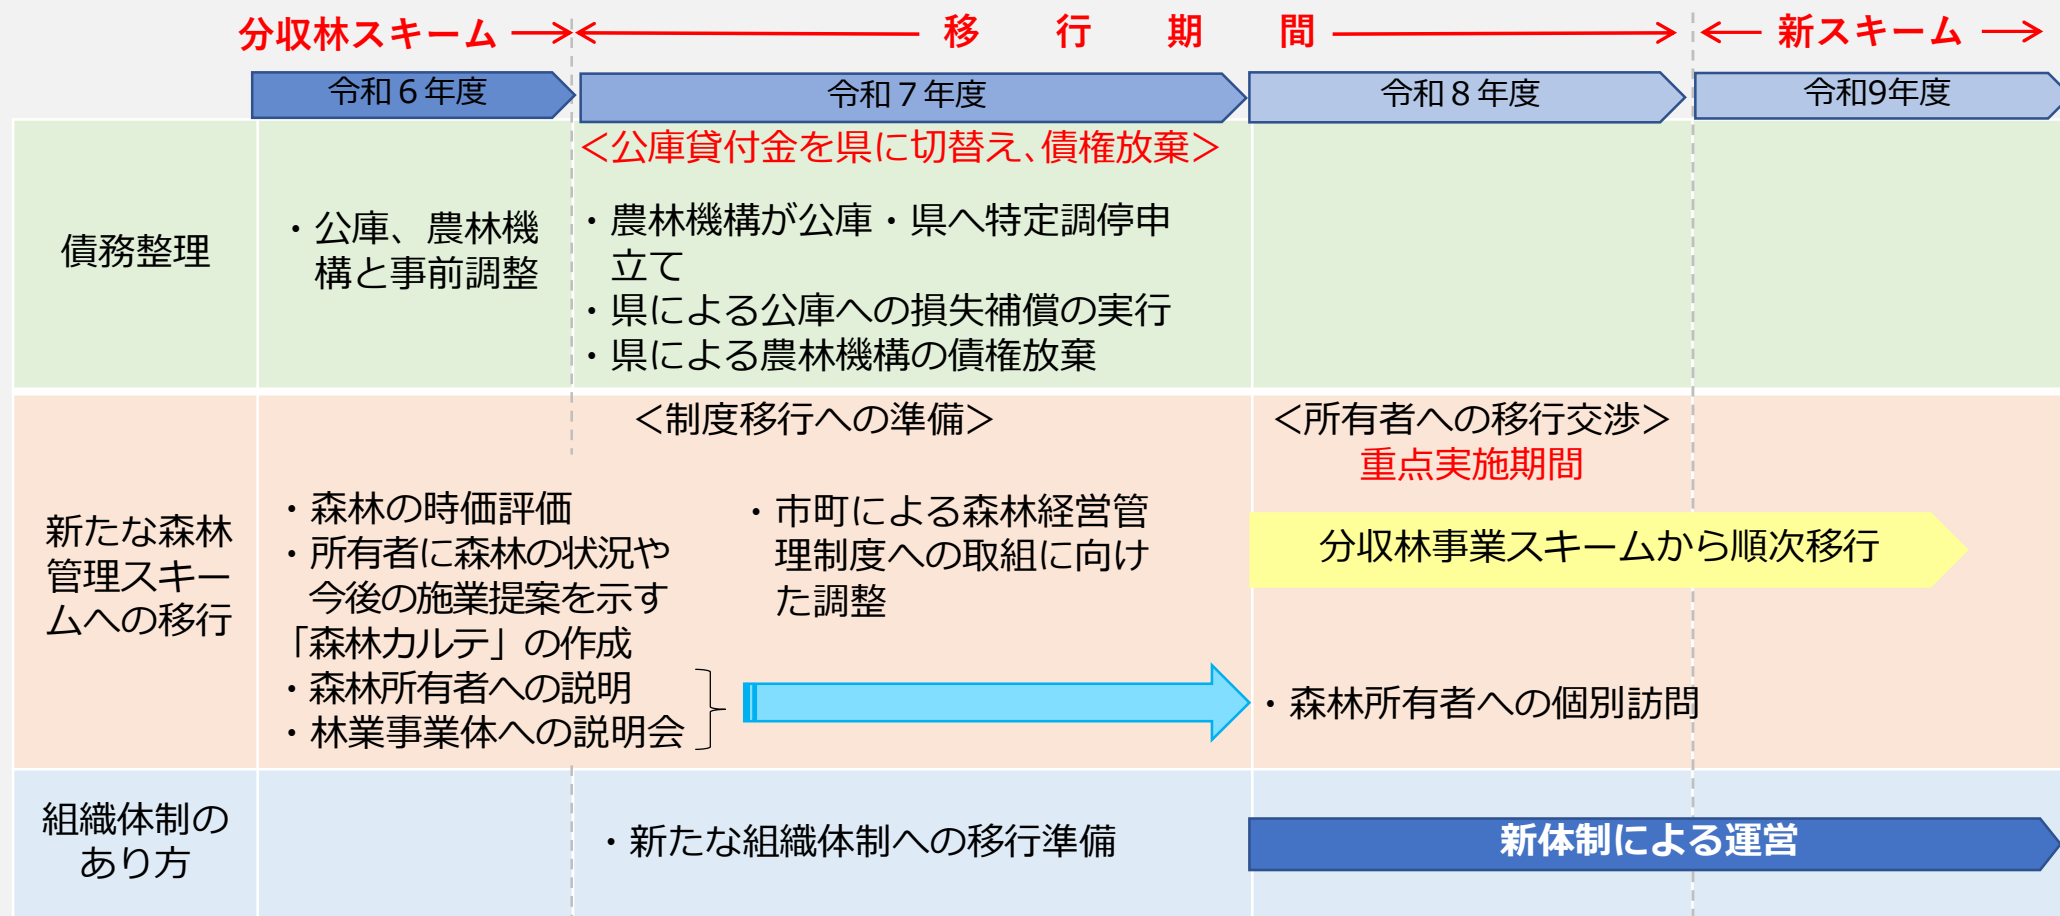 分収林スキーム
移行期間
新スキーム
令和６年度
令和７年度
令和８年度
令和9年度
債務整理
・公庫、農林機
構と事前調整
＜公庫貸付金を県に切替え、債権放棄＞
・農林機構が公庫・県へ特定調停申
立て
・県による公庫への損失補償の実行
・県による農林機構の債権放棄
新たな森林
管理スキー
ムへの移行
＜制度移行への準備＞
・森林の時価評価
・所有者に森林の状況や
今後の施業提案を示す
「森林カルテ」の作成
・森林所有者への説明
・林業事業体への説明会
・市町による森林経営管
理制度への取組に向け
た調整
＜所有者への移行交渉＞
重点実施期間
分収林事業スキームから順次移行
・森林所有者への個別訪問
組織体制の
あり方
・新たな組織体制への移行準備
新体制による運営